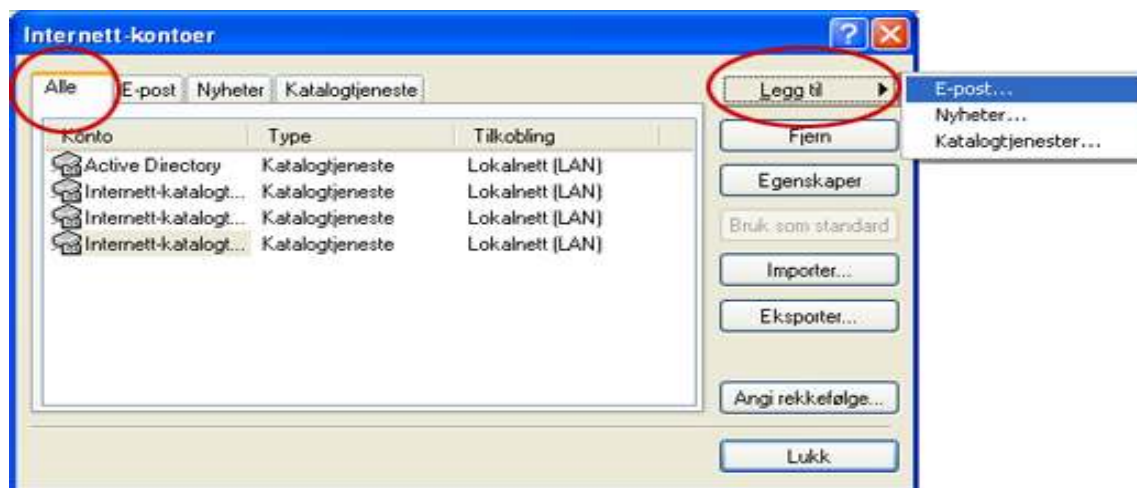 Internett-kontoer
Alle E-post Nyheter Katalogtjeneste
Konto Type Tilkobling
Active Directory Katalogtjeneste Lokalnett (LAN)
Internett-katalogt... Katalogtjeneste Lokalnett (LAN)
Internett-katalogt... Katalogtjeneste Lokalnett (LAN)
Internett-katalogt... Katalogtjeneste Lokalnett (LAN)
Legg til
Fjern
Egenskaper
Bruk som standard
Importer...
Eksporter...
Angi rekkefølge...
Lukk
E-post...
Nyheter...
Katalogtjenester...